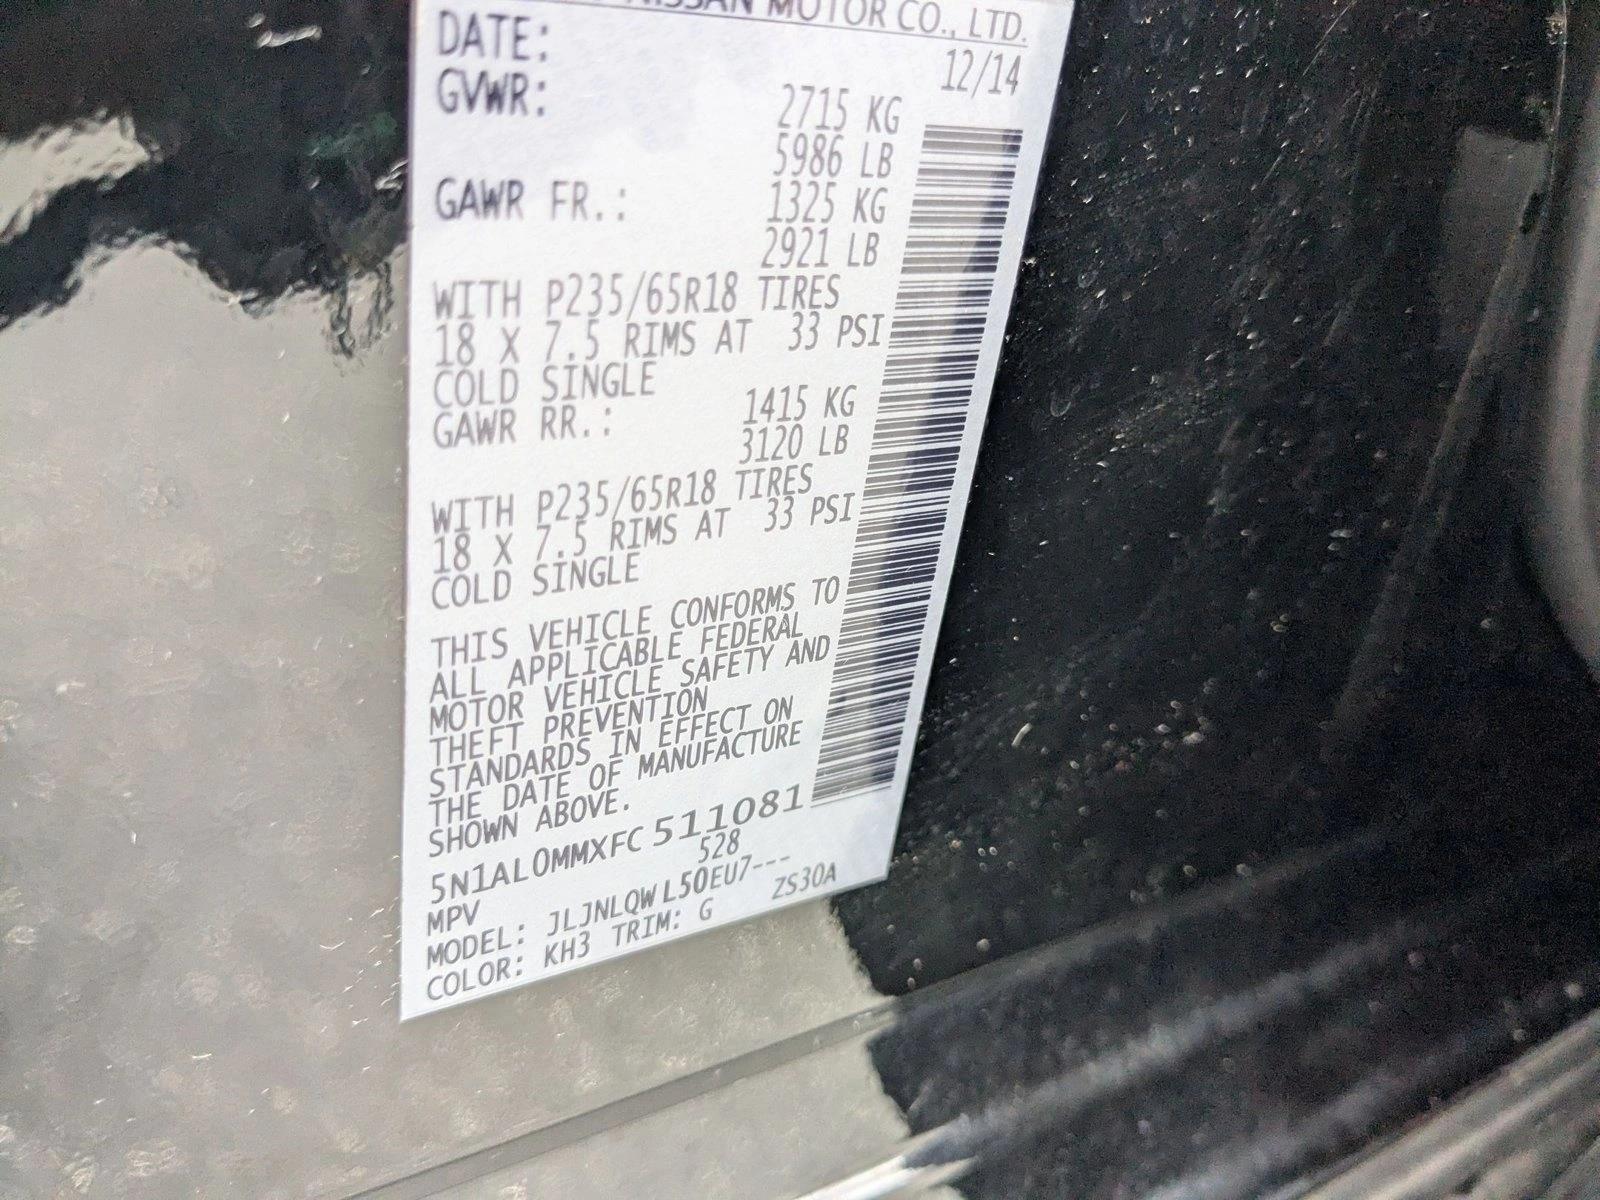 NISSAN MOTOR CO., LTD.
DATE: 12/14
GVWR: 2715 KG
5986 LB
GAWR FR.: 1325 KG
2921 LB
WITH P235/65R18 TIRES
18 X 7.5 RIMS AT 33 PSI
COLD SINGLE
GAWR RR.: 1415 KG
3120 LB
WITH P235/65R18 TIRES
18 X 7.5 RIMS AT 33 PSI
COLD SINGLE
THIS VEHICLE CONFORMS TO
ALL APPLICABLE FEDERAL
MOTOR VEHICLE SAFETY AND
THEFT PREVENTION
STANDARDS IN EFFECT ON
THE DATE OF MANUFACTURE
SHOWN ABOVE.
5N1AL0MMXFC511081
MPV 528
MODEL: JLJNLQWL50EU7---
COLOR: KH3 TRIM: G ZS30A